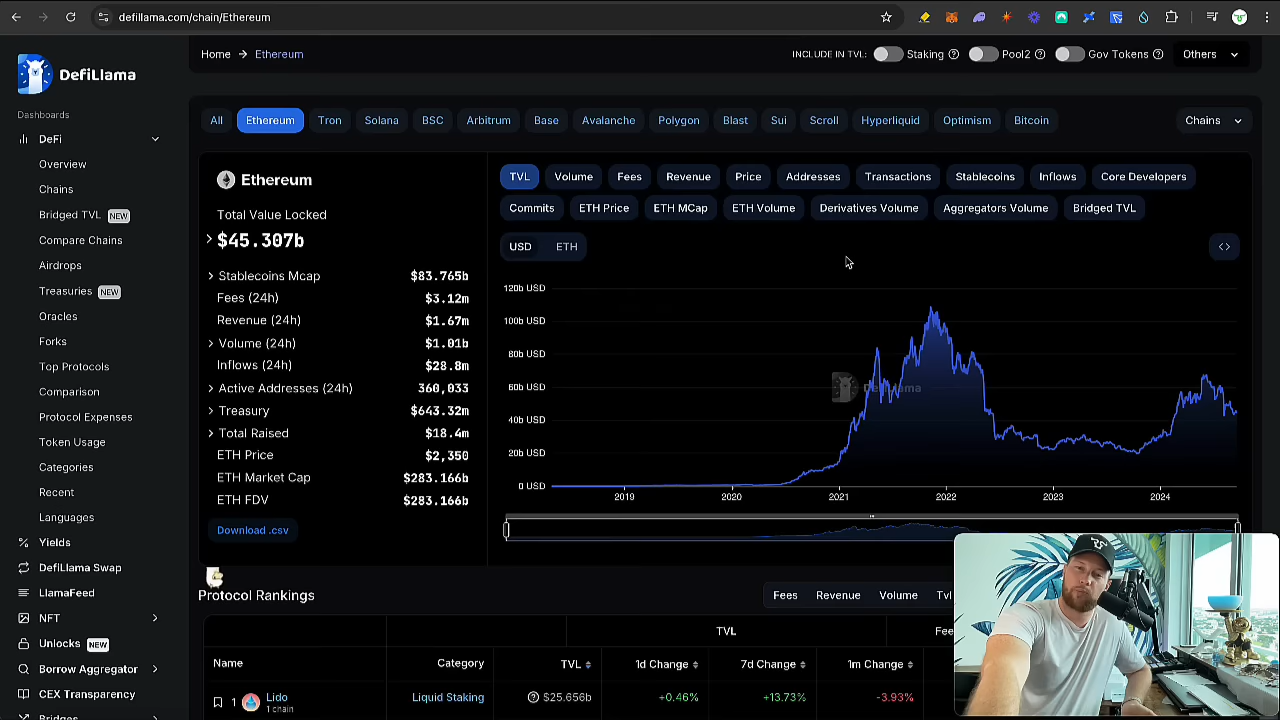 defillama.com/chain/Ethereum
DefiLlama
Dashboards
DeFi
Overview
Chains
Bridged TVL NEW
Compare Chains
Airdrops
Treasuries NEW
Oracles
Forks
Top Protocols
Comparison
Protocol Expenses
Token Usage
Categories
Recent
Languages
Yields
DefiLlama Swap
LlamaFeed
NFT
Unlocks NEW
Borrow Aggregator
CEX Transparency
Bridges
Home → Ethereum
INCLUDE IN TVL: Staking Pool2 Gov Tokens Others
All Ethereum Tron Solana BSC Arbitrum Base Avalanche Polygon Blast Sui Scroll Hyperliquid Optimism Bitcoin Chains
Ethereum
Total Value Locked
$45.307b
Stablecoins Mcap $83.765b
Fees (24h) $3.12m
Revenue (24h) $1.67m
Volume (24h) $1.01b
Inflows (24h) $28.8m
Active Addresses (24h) 360,033
Treasury $643.32m
Total Raised $18.4m
ETH Price $2,350
ETH Market Cap $283.166b
ETH FDV $283.166b
Download .csv
TVL Volume Fees Revenue Price Addresses Transactions Stablecoins Inflows Core Developers
Commits ETH Price ETH MCap ETH Volume Derivatives Volume Aggregators Volume Bridged TVL
USD ETH
120b USD
100b USD
80b USD
60b USD
40b USD
20b USD
0 USD
DefiLlama
2019 2020 2021 2022 2023 2024
Protocol Rankings
Fees Revenue Volume Tvl
TVL Fee
Name Category TVL 1d Change 7d Change 1m Change
1 Lido Liquid Staking $25.656b +0.46% +13.73% -3.93%
1 chain